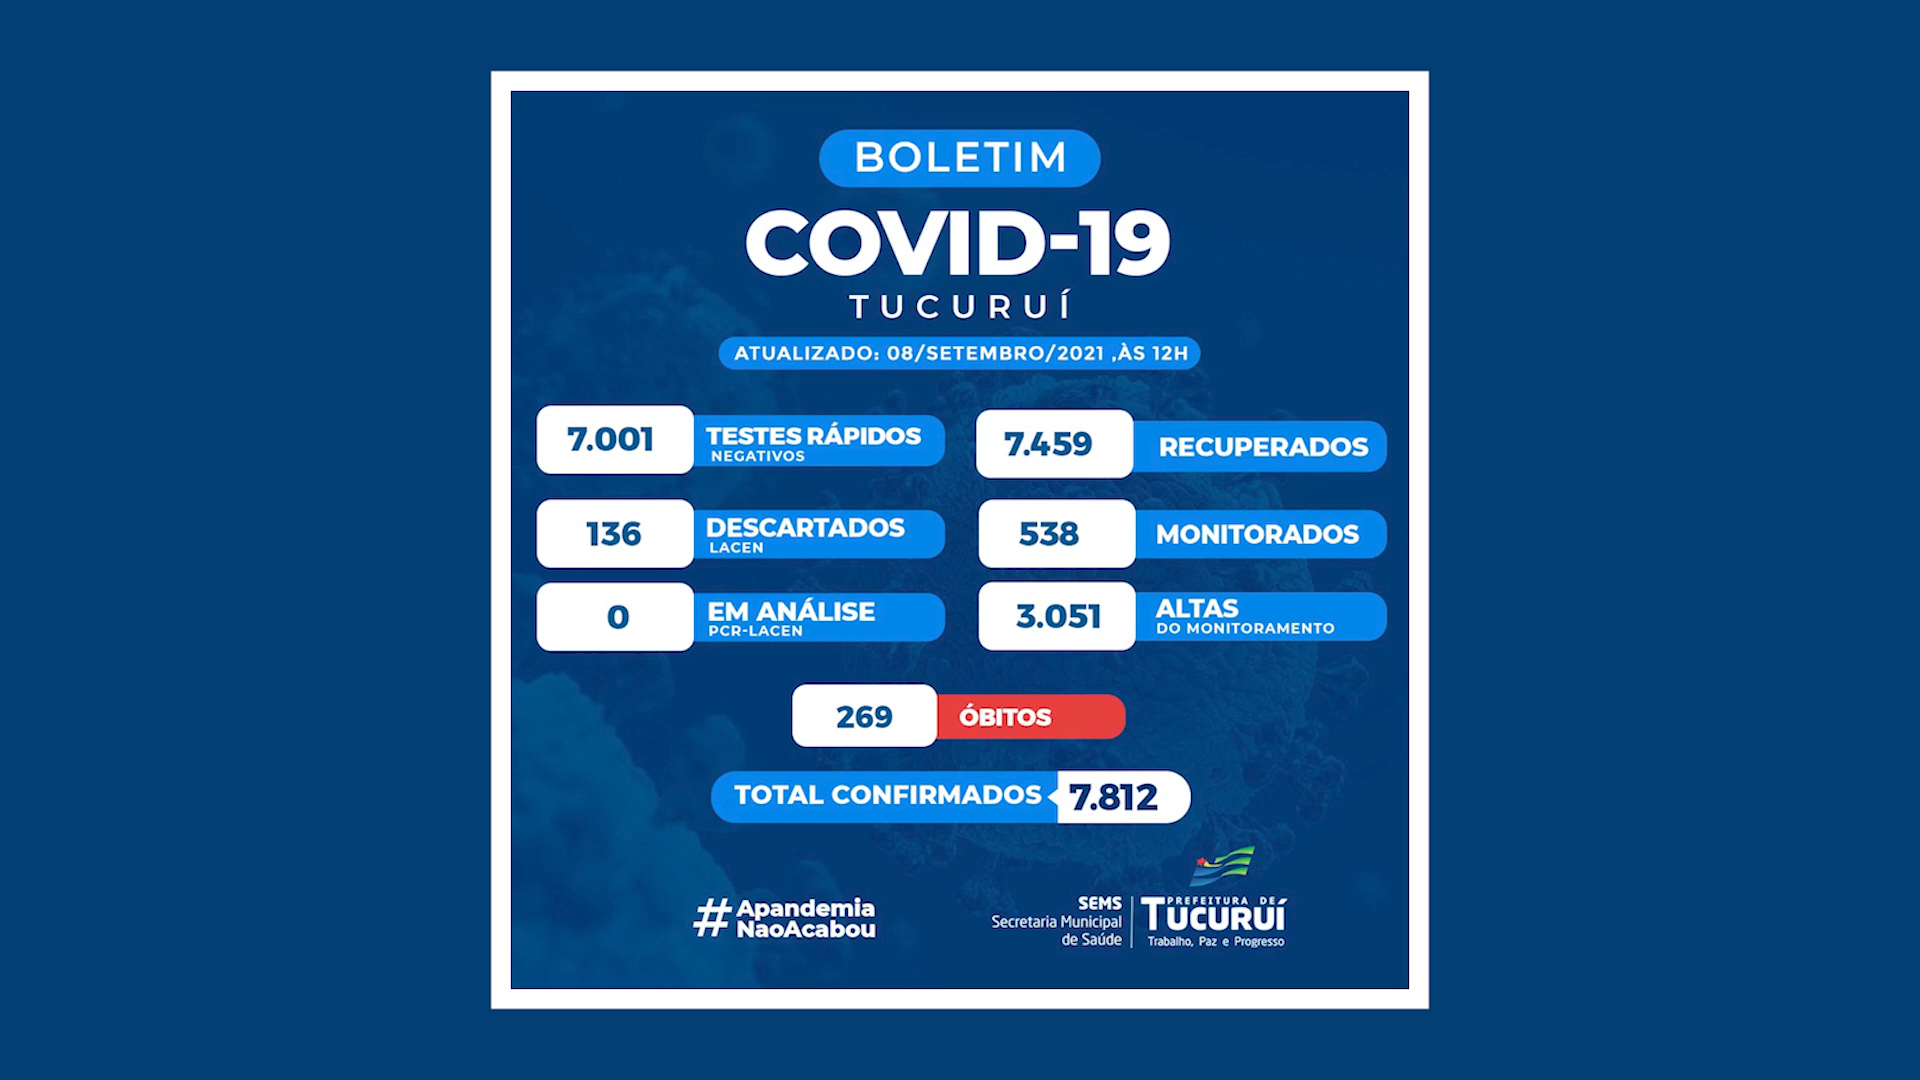 BOLETIM
COVID-19
TUCURUÍ
ATUALIZADO: 08/SETEMBRO/2021 ,ÀS 12H
7.001 TESTES RÁPIDOS
NEGATIVOS
7.459 RECUPERADOS
136 DESCARTADOS
LACEN
538 MONITORADOS
0 EM ANÁLISE
PCR-LACEN
3.051 ALTAS
DO MONITORAMENTO
269 ÓBITOS
TOTAL CONFIRMADOS 7.812
#Apandemia
NaoAcabou
SEMS
Secretaria Municipal
de Saúde
PREFEITURA DE
TUCURUÍ
Trabalho, Paz e Progresso